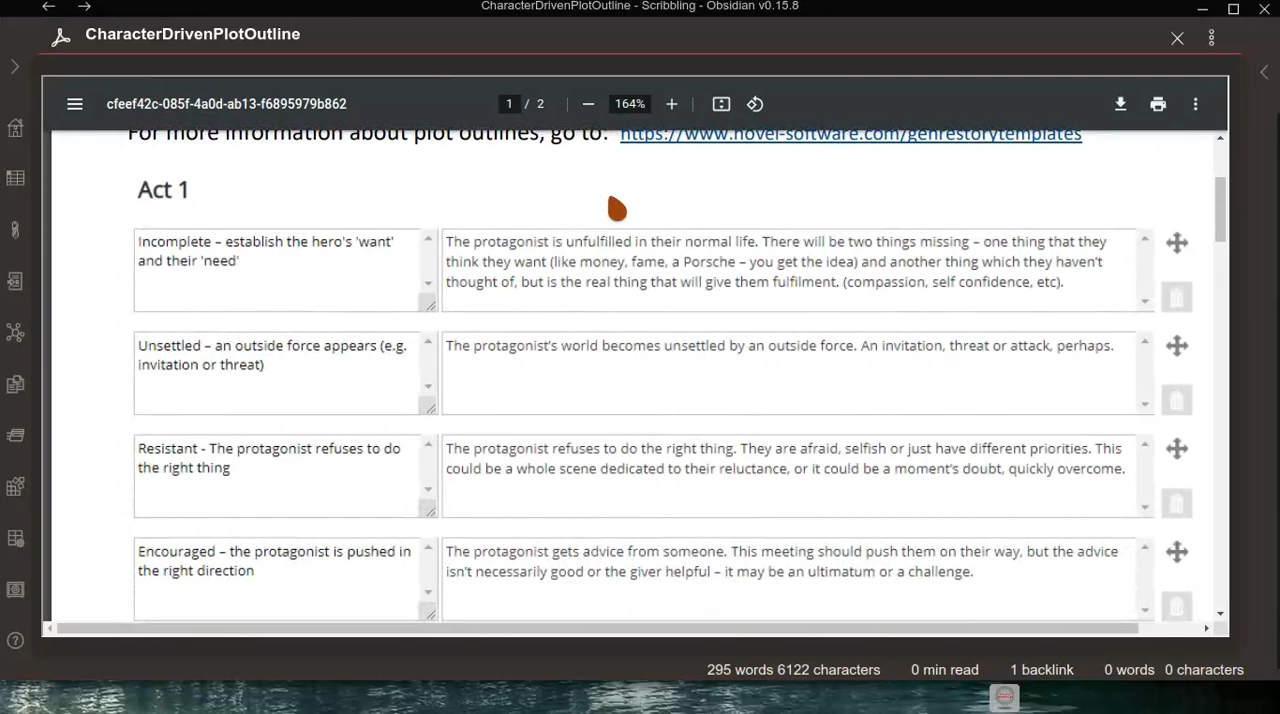 CharacterDrivenPlotOutline - Scribbling - Obsidian v0.15.8
CharacterDrivenPlotOutline
cfeef42c-085f-4a0d-ab13-f6895979b862
1 / 2
164%
For more information about plot outlines, go to: https://www.novel-software.com/genrestorytemplates
Act 1
Incomplete – establish the hero's 'want'
and their 'need'
The protagonist is unfulfilled in their normal life. There will be two things missing – one thing that they
think they want (like money, fame, a Porsche – you get the idea) and another thing which they haven't
thought of, but is the real thing that will give them fulfilment. (compassion, self confidence, etc).
Unsettled – an outside force appears (e.g.
invitation or threat)
The protagonist's world becomes unsettled by an outside force. An invitation, threat or attack, perhaps.
Resistant - The protagonist refuses to do
the right thing
The protagonist refuses to do the right thing. They are afraid, selfish or just have different priorities. This
could be a whole scene dedicated to their reluctance, or it could be a moment's doubt, quickly overcome.
Encouraged – the protagonist is pushed in
the right direction
The protagonist gets advice from someone. This meeting should push them on their way, but the advice
isn't necessarily good or the giver helpful – it may be an ultimatum or a challenge.
295 words 6122 characters
0 min read
1 backlink
0 words
0 characters